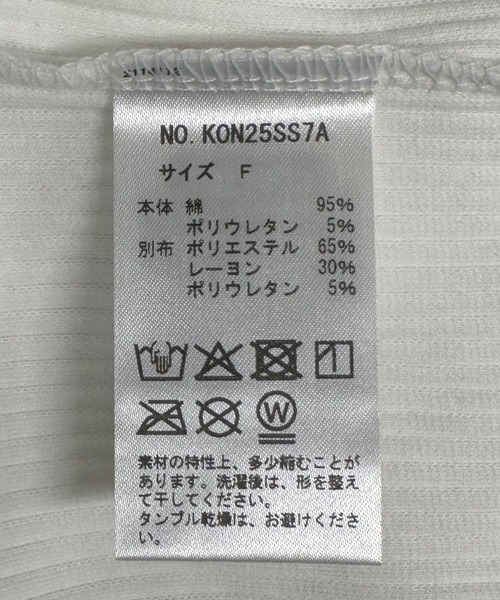 NO.KON25SS7A
サイズ F
本体 綿 95%
ポリウレタン 5%
別布 ポリエステル 65%
レーヨン 30%
ポリウレタン 5%
W
素材の特性上、多少縮むことが
あります。洗濯後は、形を整え
て干してください。
タンブル乾燥は、お避けくださ
い。